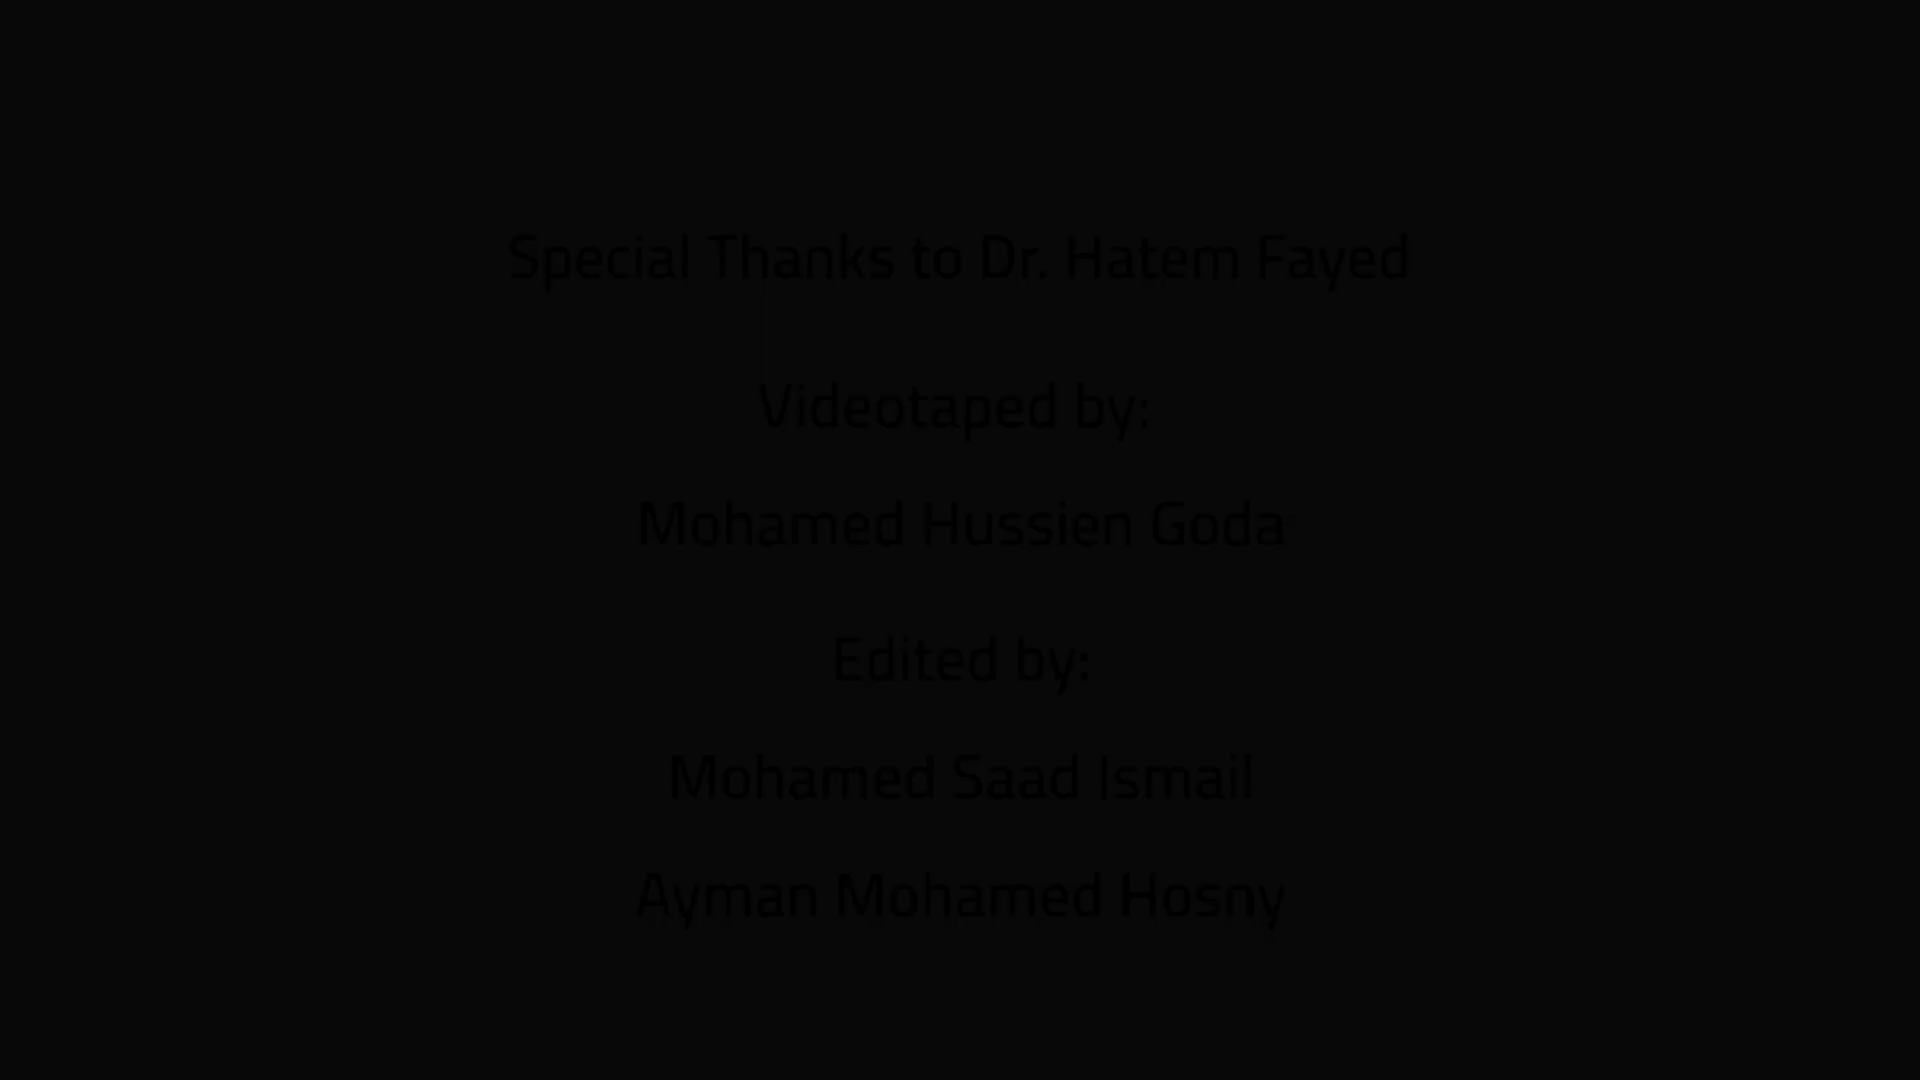 Special Thanks to Dr. Hatem Fayed
Videotaped by:
Mohamed Hussien Goda
Edited by:
Mohamed Saad Ismail
Ayman Mohamed Hosny